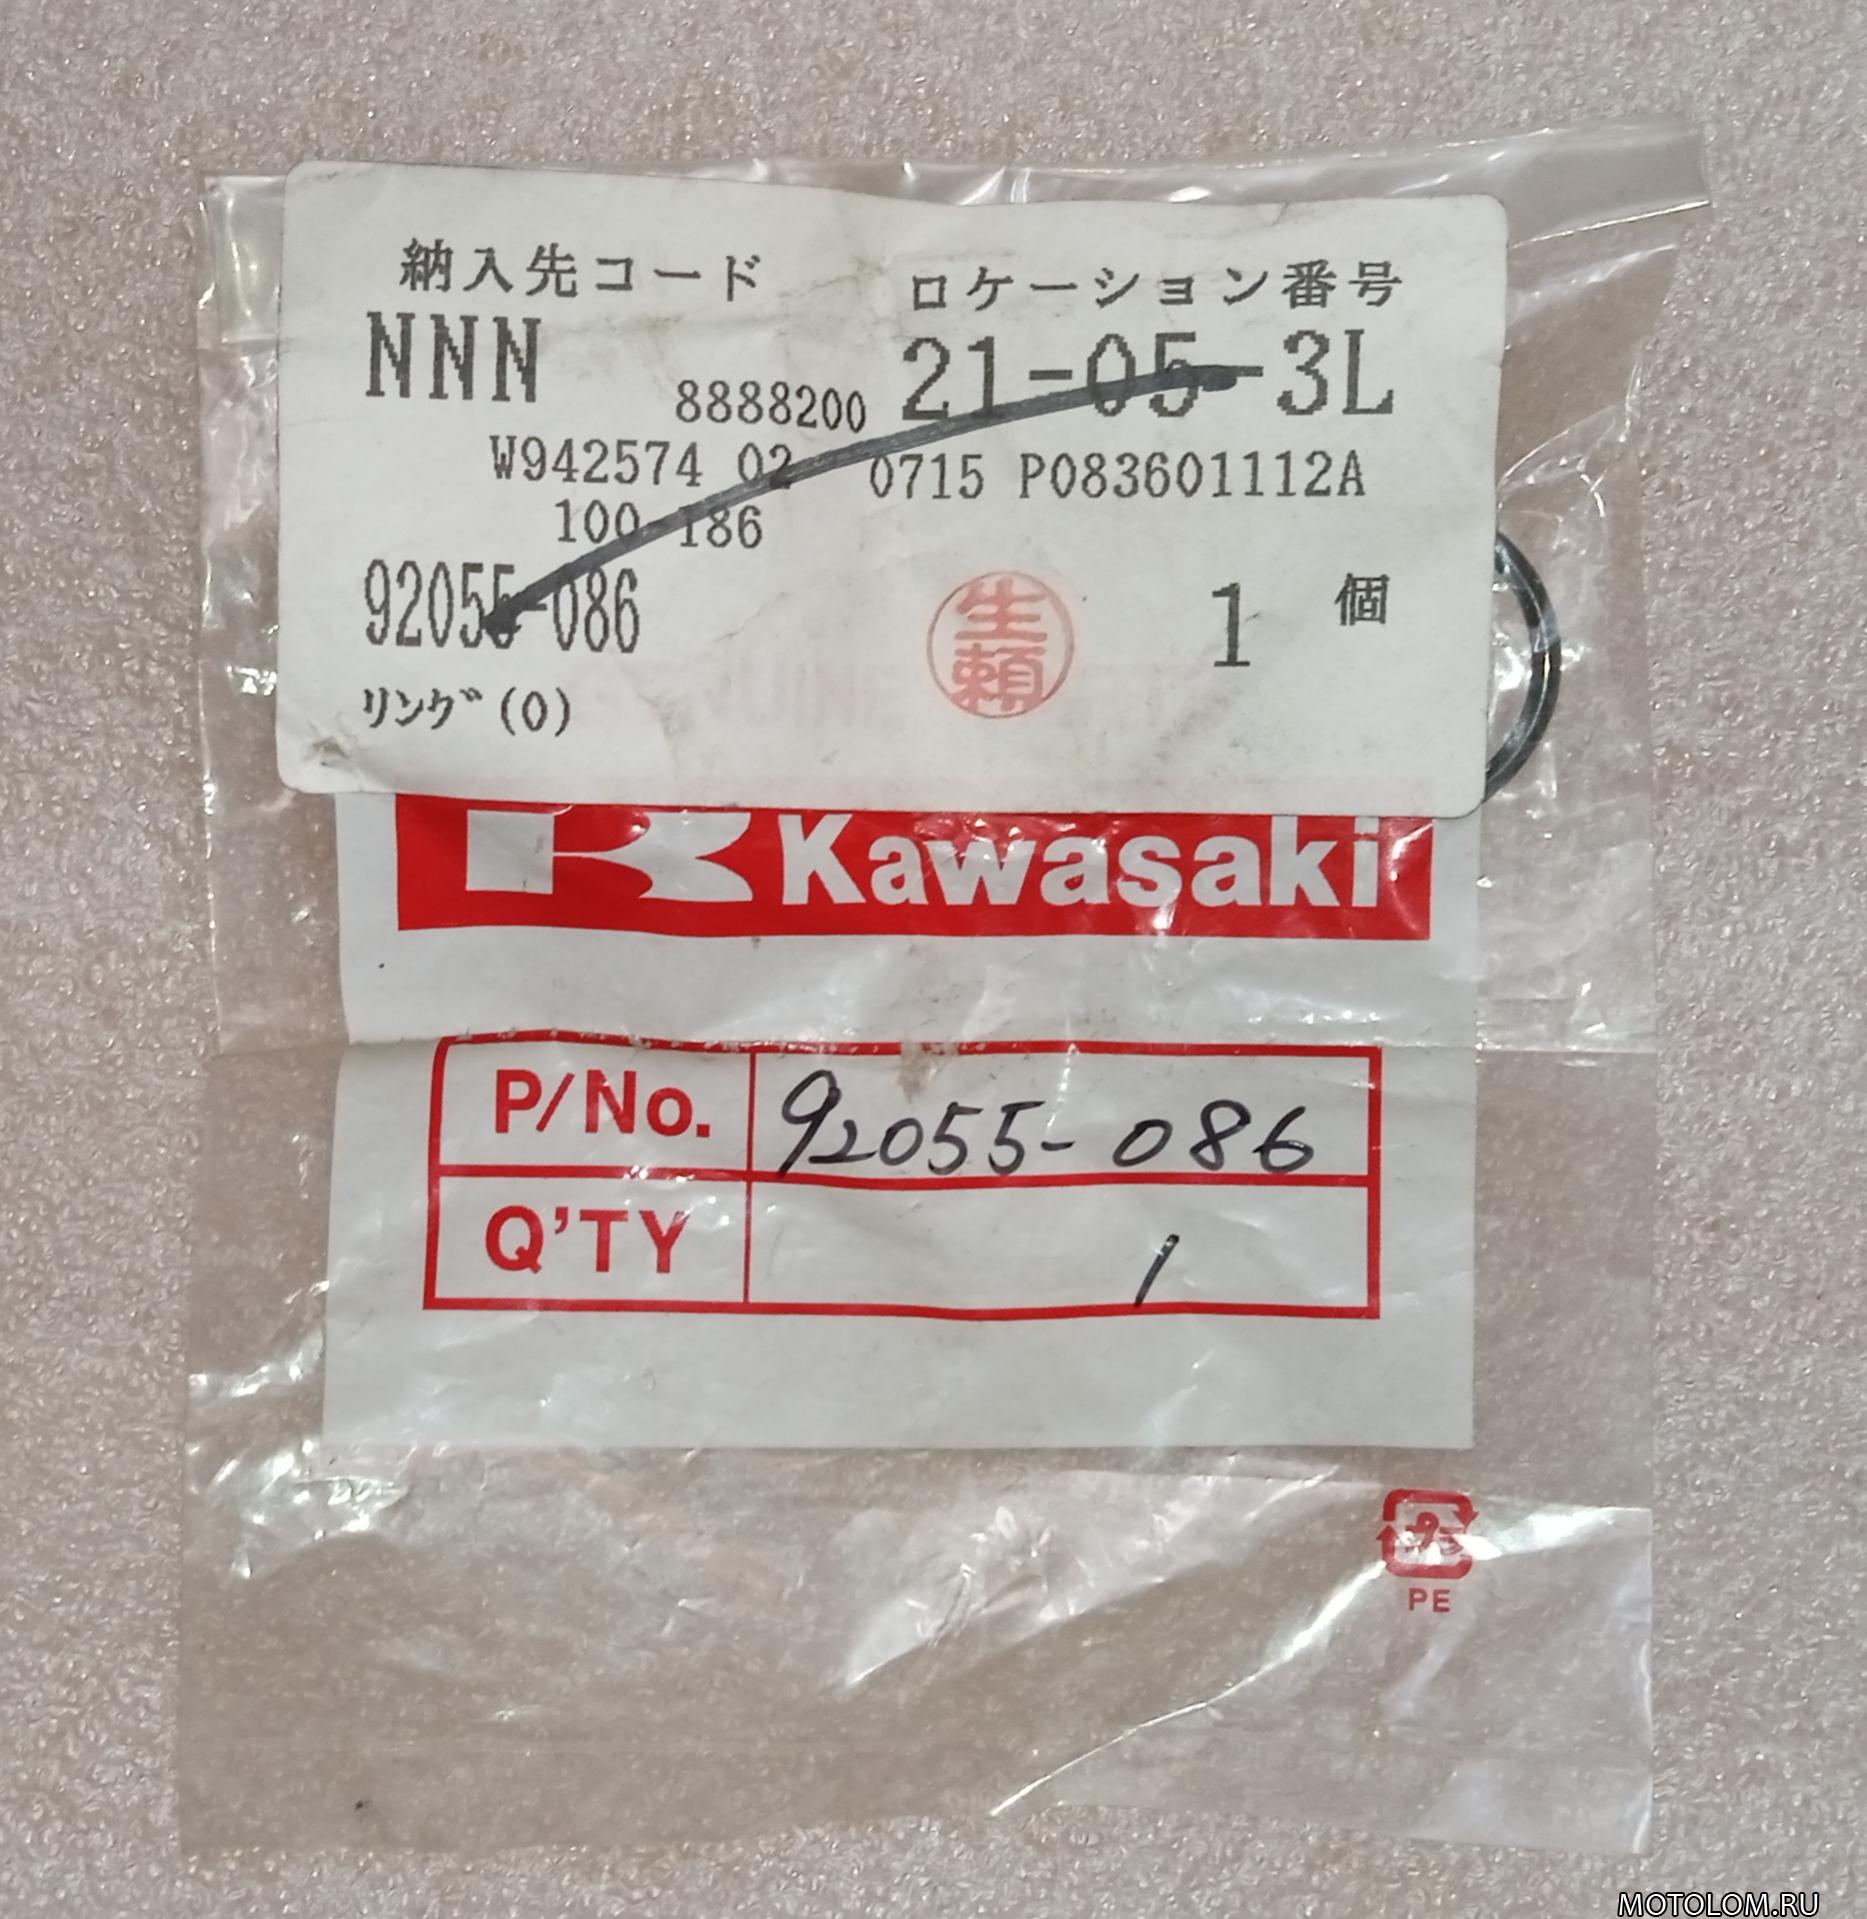 納入先コード ロケーション番号
NNN 8888200 21-05-3L
W942574 02 0715 P083601112A
100 186
92055-086 1 個
リング(O)
生頼
Kawasaki
P/No. 92055-086
Q'TY 1
PE
MOTOLOM.RU